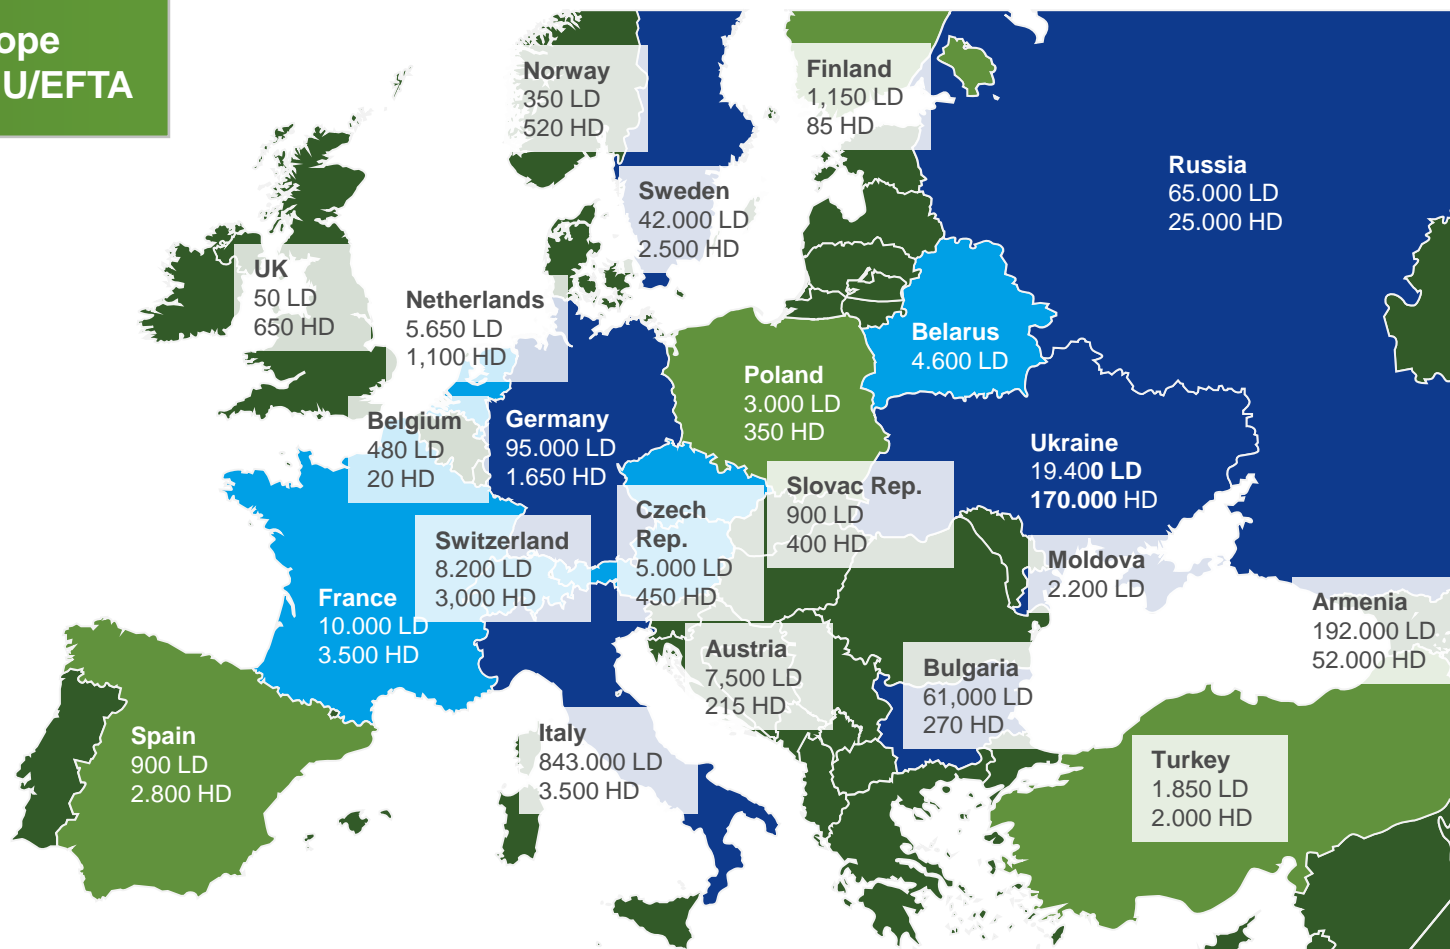 ope
U/EFTA
Norway
350 LD
520 HD
Finland
1,150 LD
85 HD
Russia
65.000 LD
25.000 HD
Sweden
42.000 LD
2.500 HD
UK
50 LD
650 HD
Netherlands
5.650 LD
1,100 HD
Belarus
4.600 LD
Poland
3.000 LD
350 HD
Belgium
480 LD
20 HD
Germany
95.000 LD
1.650 HD
Ukraine
19.400 LD
170.000 HD
Slovac Rep.
900 LD
400 HD
Czech
Rep.
5.000 LD
450 HD
Switzerland
8.200 LD
3,000 HD
Moldova
2.200 LD
France
10.000 LD
3.500 HD
Armenia
192.000 LD
52.000 HD
Austria
7,500 LD
215 HD
Bulgaria
61,000 LD
270 HD
Spain
900 LD
2.800 HD
Italy
843.000 LD
3.500 HD
Turkey
1.850 LD
2.000 HD